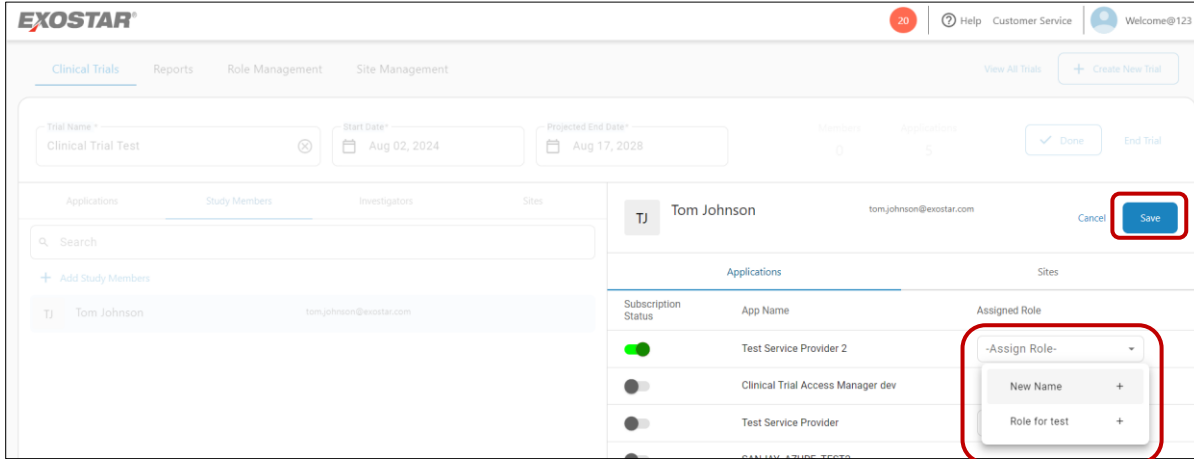 EXOSTAR®
20
Help Customer Service
Welcome@123
Clinical Trials Reports Role Management Site Management
View All Trials
+ Create New Trial
Trial Name *
Clinical Trial Test
Start Date*
Aug 02, 2024
Projected End Date*
Aug 17, 2028
Members
0
Applications
5
Done
End Trial
Applications Study Members Investigators Sites
Search
+ Add Study Members
TJ Tom Johnson tom.johnson@exostar.com
TJ Tom Johnson tom.johnson@exostar.com
Cancel Save
Applications Sites
Subscription
Status
App Name Assigned Role
Test Service Provider 2 -Assign Role-
Clinical Trial Access Manager dev
New Name +
Test Service Provider
Role for test +
SANJAY_AZURE_TEST2